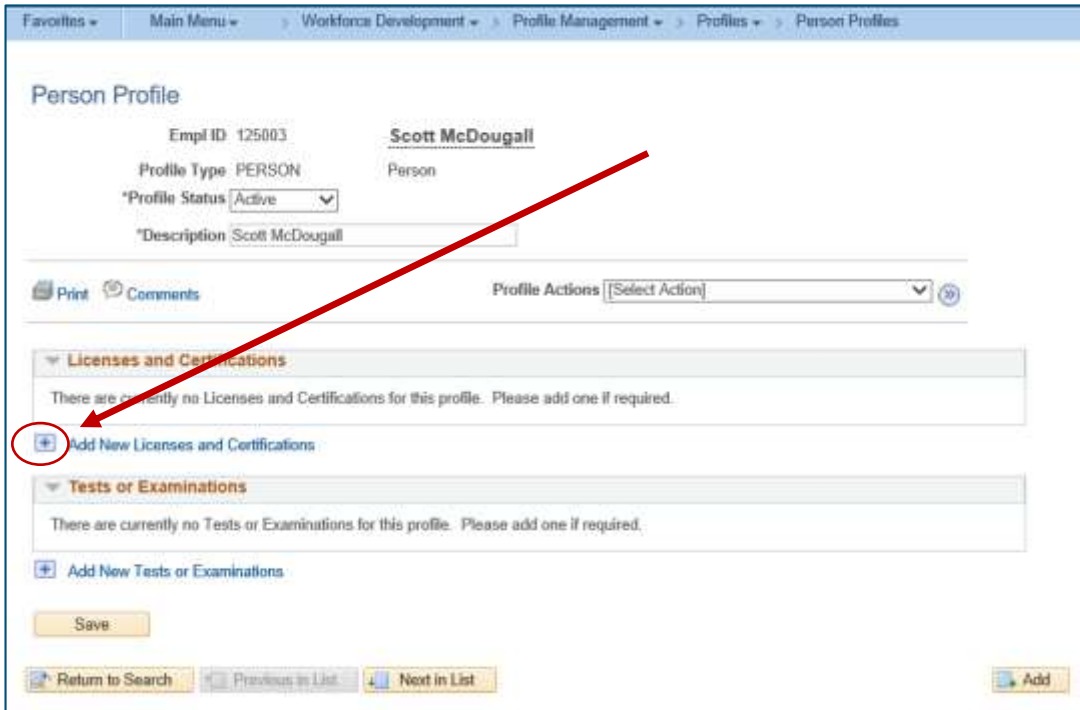 Favorites Main Menu Workforce Development Profile Management Profiles Person Profiles
Person Profile
Empl ID 125003 Scott McDougall
Profile Type PERSON Person
*Profile Status Active
*Description Scott McDougall
Print Comments Profile Actions [Select Action]
Licenses and Certifications
There are currently no Licenses and Certifications for this profile. Please add one if required.
Add New Licenses and Certifications
Tests or Examinations
There are currently no Tests or Examinations for this profile. Please add one if required.
Add New Tests or Examinations
Save
Return to Search Previous in List Next in List Add